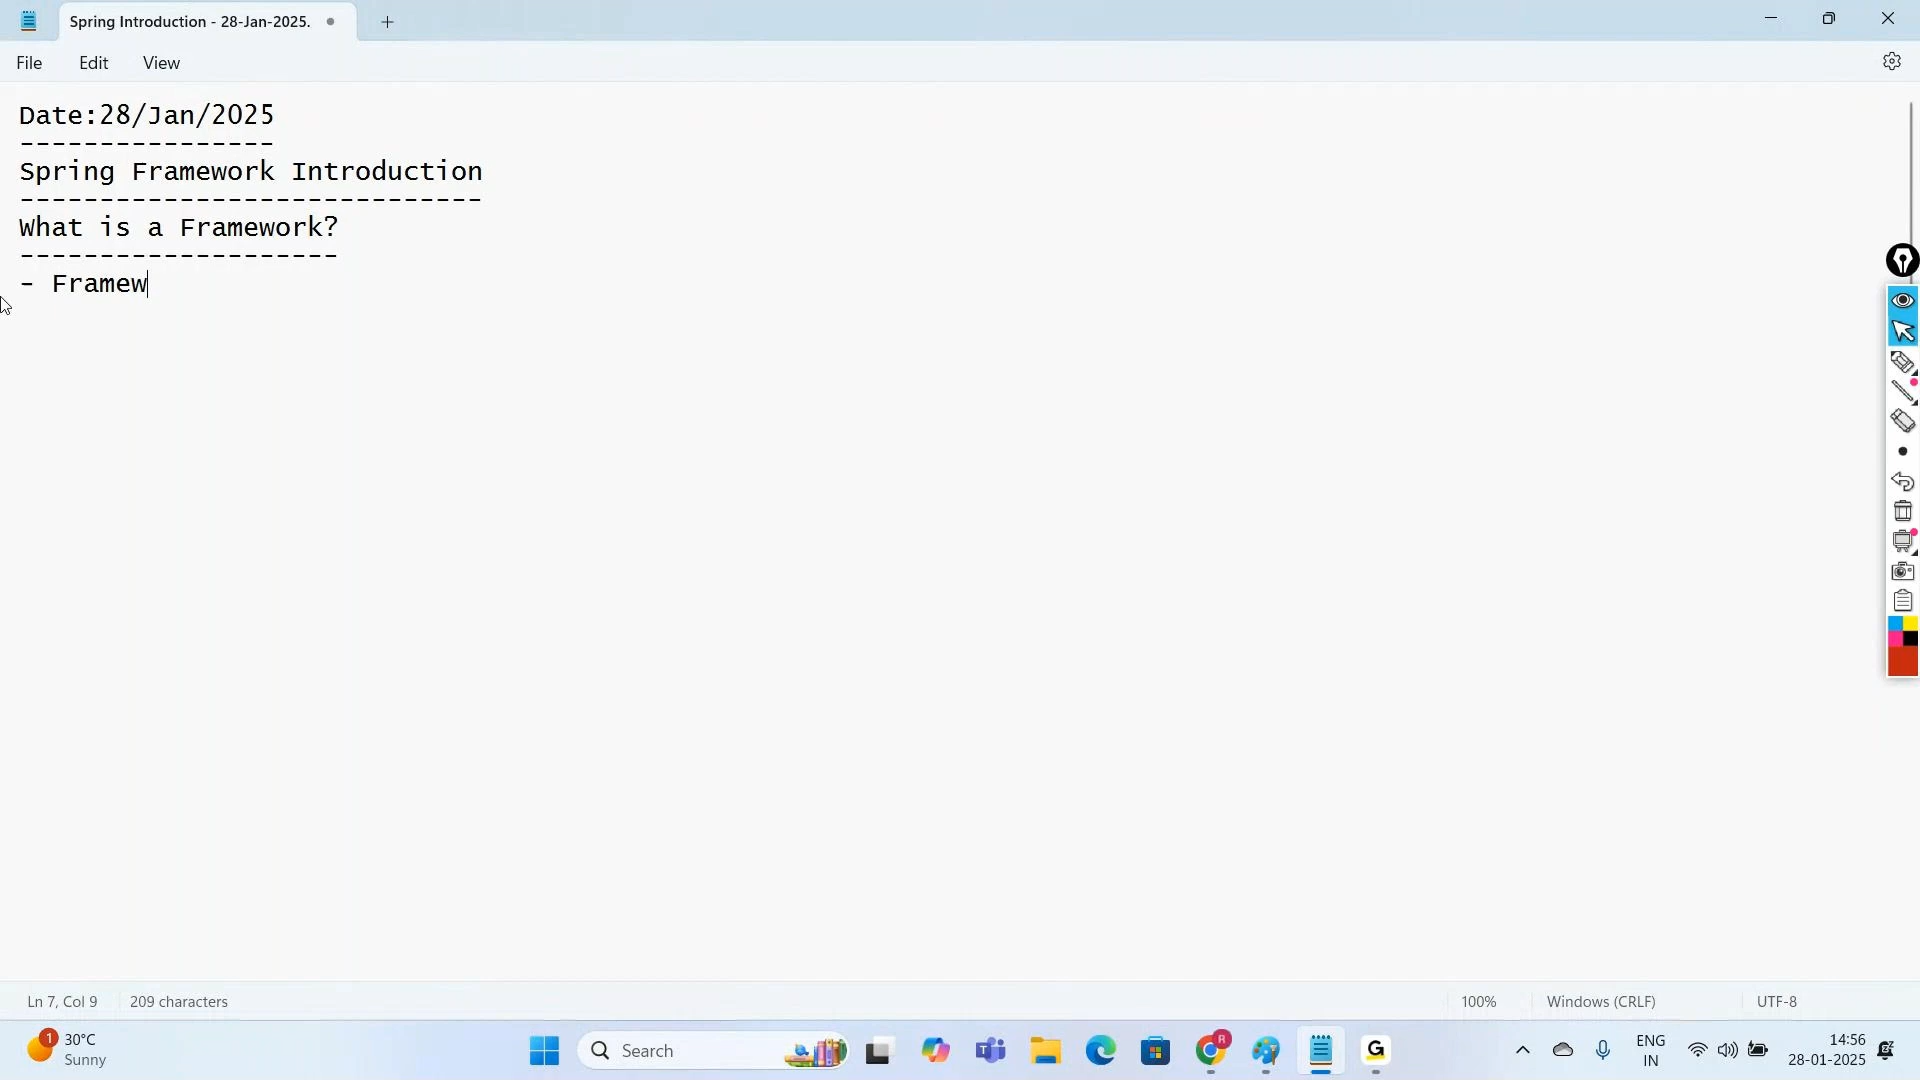 Spring Introduction - 28-Jan-2025.
File Edit View
Date:28/Jan/2025
----------------
Spring Framework Introduction
-----------------------------
What is a Framework?
--------------------
- Framew
Ln 7, Col 9 209 characters 100% Windows (CRLF) UTF-8
1 30°C
Sunny
Search
R
G
ENG
IN
14:56
28-01-2025